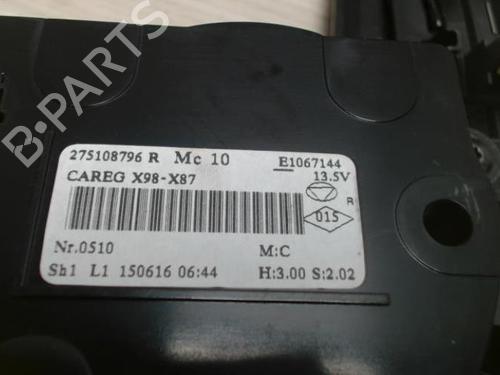 275108796 R Mc 10 E1067144
CAREG X98-X87 13.5V
R
015
Nr.0510 M:C
Sh1 L1 150616 06:44 H:3.00 S:2.02
B-PARTS